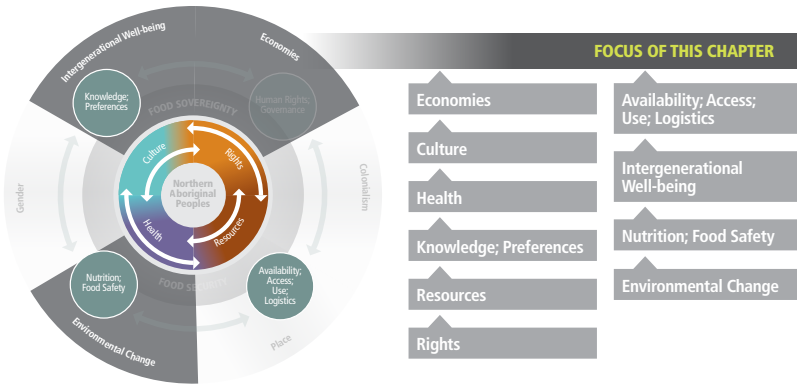 Intergenerational Well-being
Economies
Knowledge;
Preferences
Human Rights;
Governance
FOOD SOVEREIGNTY
Culture
Rights
Gender
Northern
Aboriginal
Peoples
Colonialism
Health
Resources
Nutrition;
Food Safety
Availability;
Access;
Use;
Logistics
FOOD SECURITY
Environmental Change
Place
FOCUS OF THIS CHAPTER
Economies
Culture
Health
Knowledge; Preferences
Resources
Rights
Availability; Access;
Use; Logistics
Intergenerational
Well-being
Nutrition; Food Safety
Environmental Change